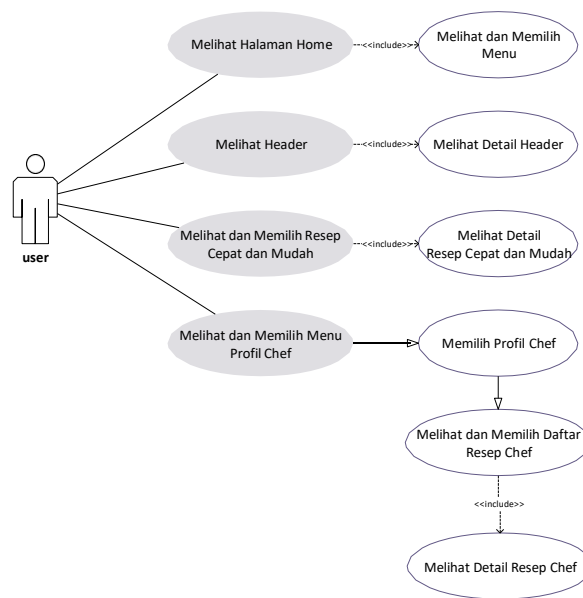 Melihat Halaman Home
<<include>>
Melihat dan Memilih
Menu
Melihat Header
<<include>>
Melihat Detail Header
user
Melihat dan Memilih Resep
Cepat dan Mudah
<<include>>
Melihat Detail
Resep Cepat dan Mudah
Melihat dan Memilih Menu
Profil Chef
Memilih Profil Chef
Melihat dan Memilih Daftar
Resep Chef
<<include>>
Melihat Detail Resep Chef